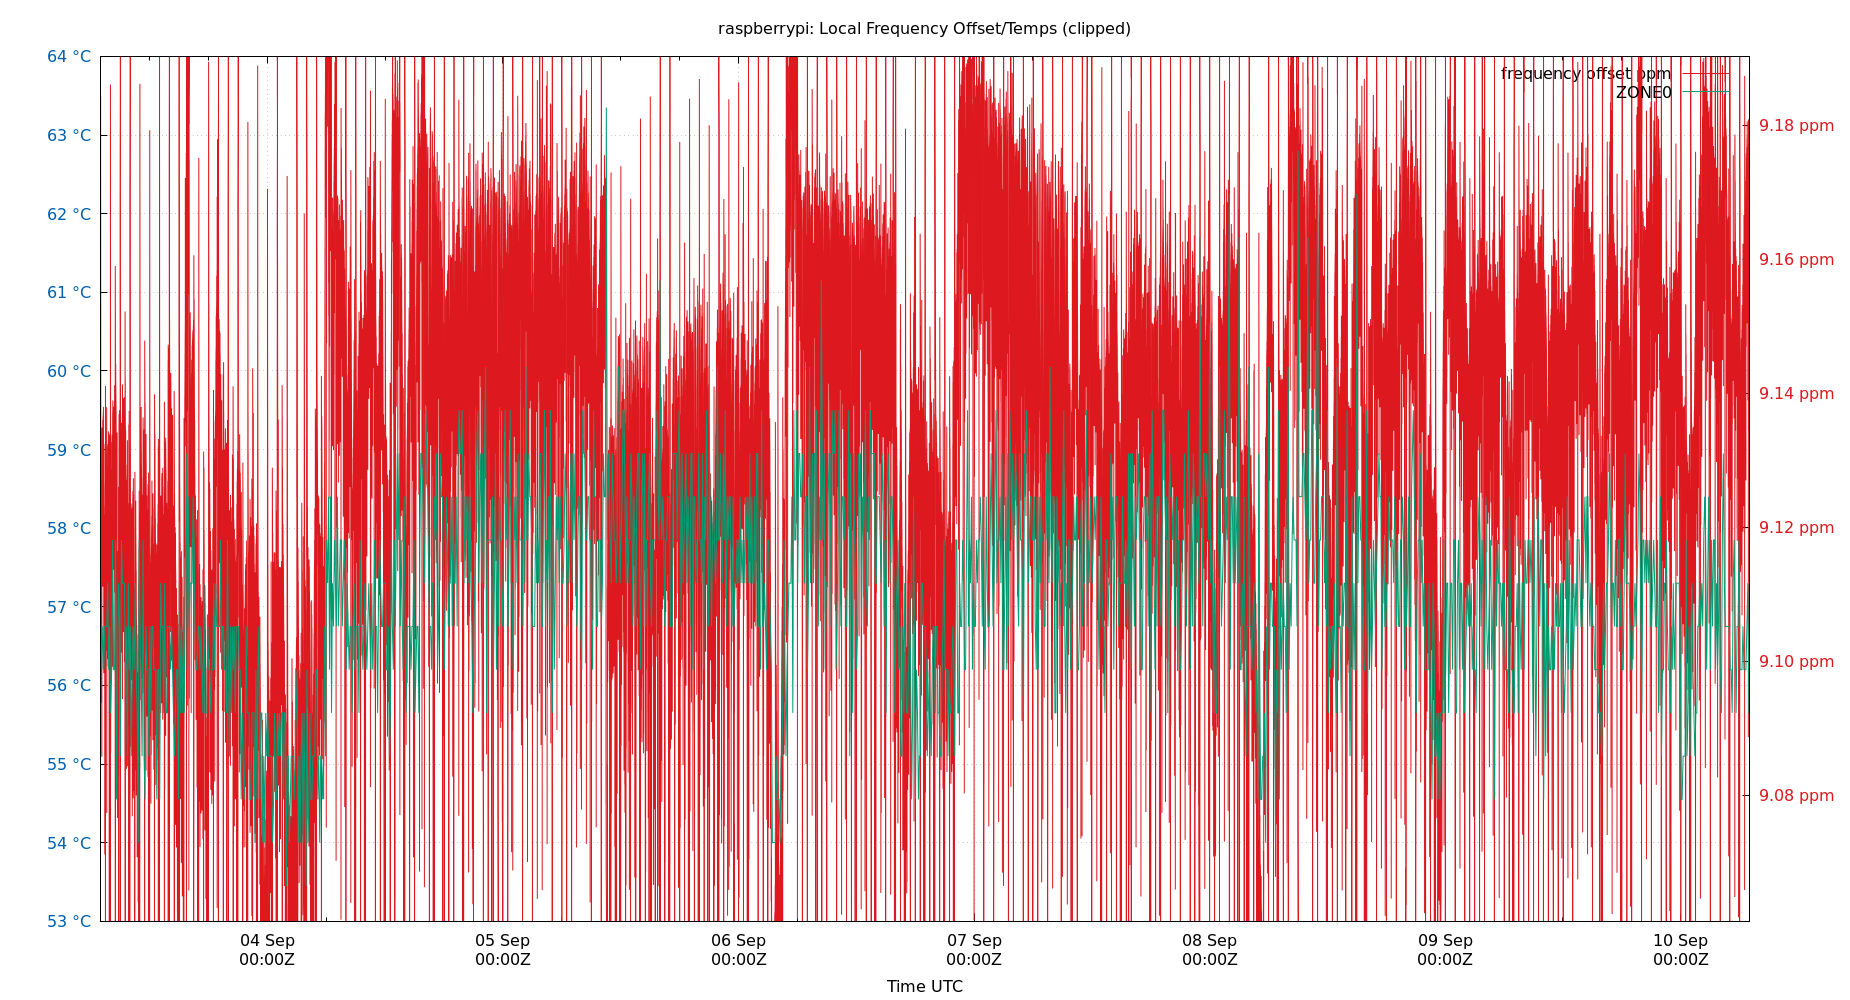 raspberrypi: Local Frequency Offset/Temps (clipped)
64 °C
63 °C
62 °C
61 °C
60 °C
59 °C
58 °C
57 °C
56 °C
55 °C
54 °C
53 °C
frequency offset ppm
ZONE0
9.18 ppm
9.16 ppm
9.14 ppm
9.12 ppm
9.10 ppm
9.08 ppm
04 Sep 05 Sep 06 Sep 07 Sep 08 Sep 09 Sep 10 Sep
00:00Z 00:00Z 00:00Z 00:00Z 00:00Z 00:00Z 00:00Z
Time UTC